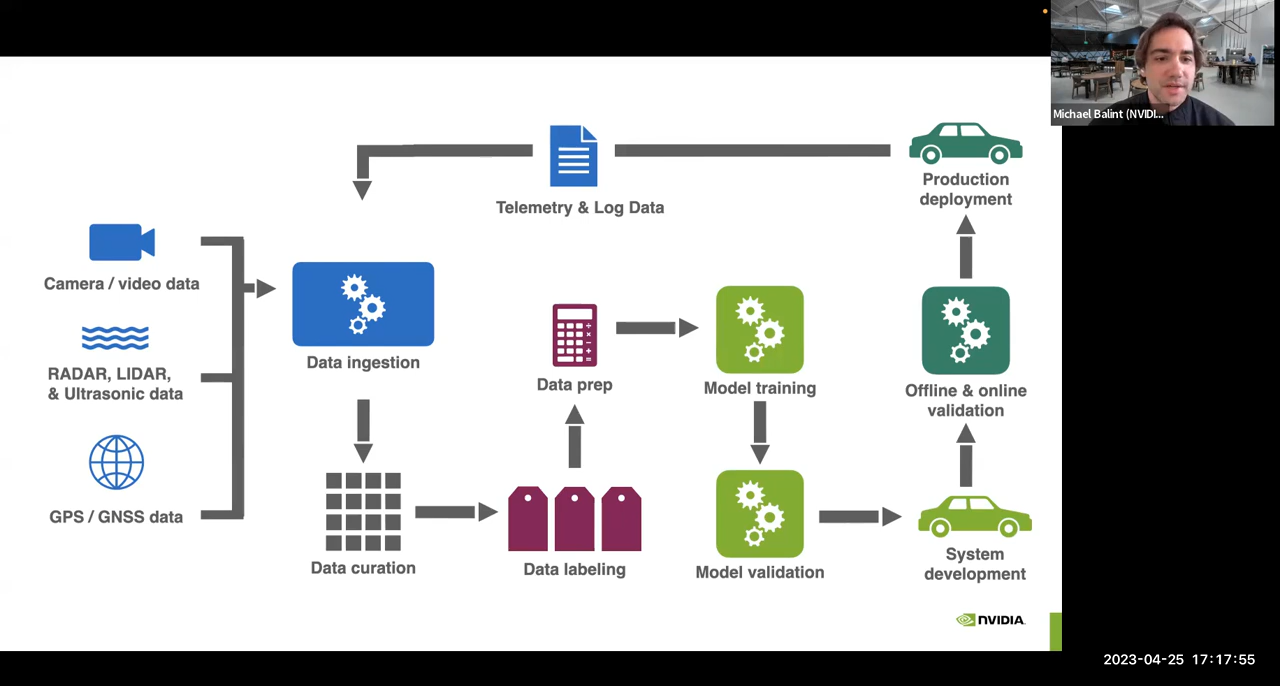 Michael Balint (NVIDI...
Production
deployment
Telemetry & Log Data
Camera / video data
RADAR, LIDAR,
& Ultrasonic data
GPS / GNSS data
Data ingestion
Data curation
Data labeling
Data prep
Model training
Model validation
System
development
Offline & online
validation
NVIDIA.
2023-04-25 17:17:55